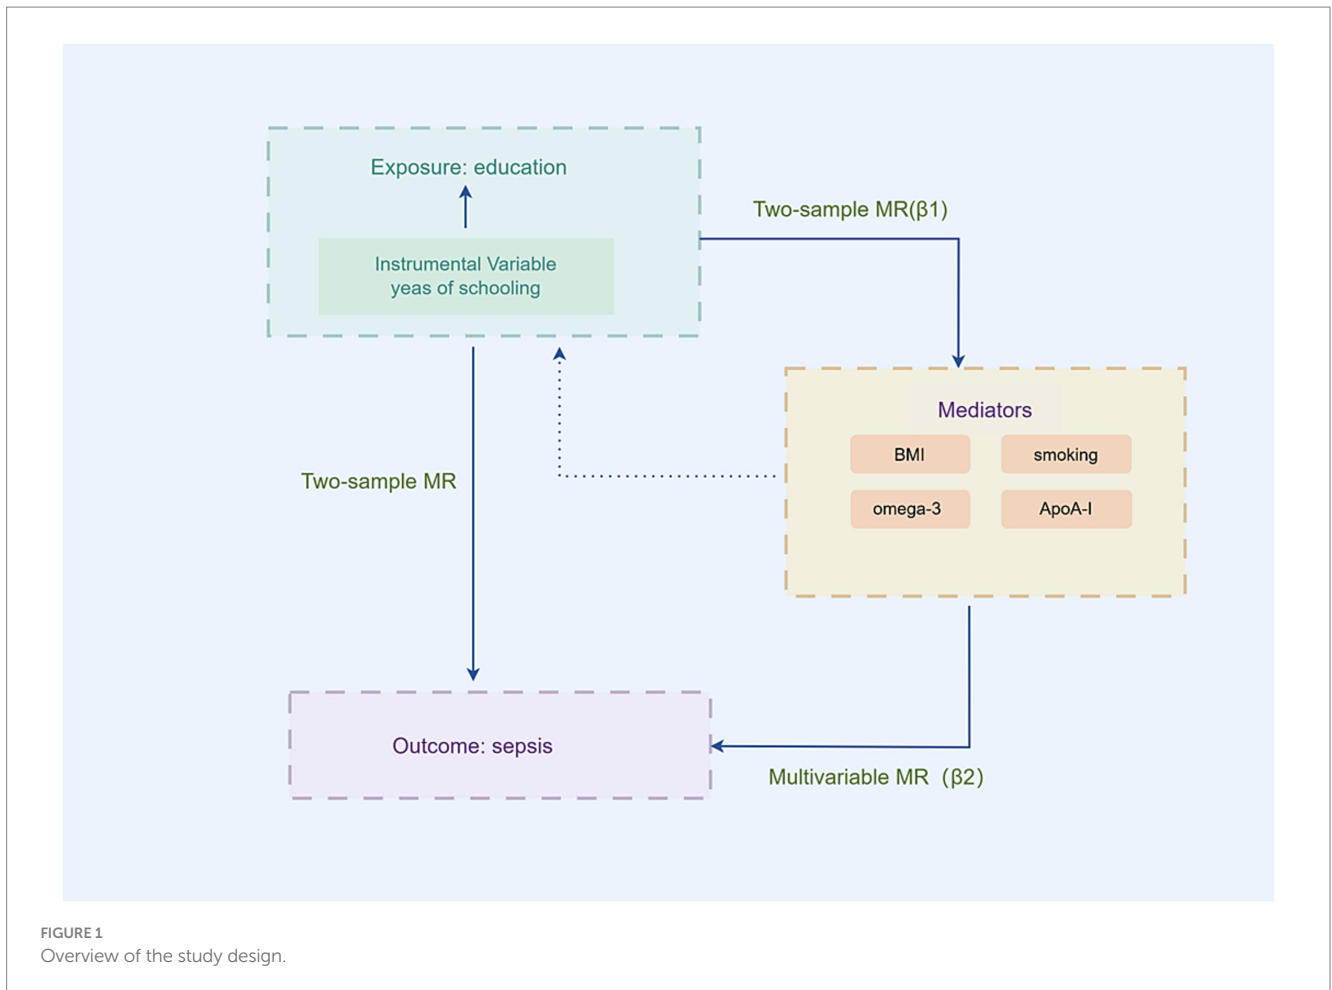 Exposure: education
Instrumental Variable
yeas of schooling
Two-sample MR(β1)
Mediators
BMI
smoking
omega-3
ApoA-I
Two-sample MR
Outcome: sepsis
Multivariable MR (β2)
FIGURE 1
Overview of the study design.